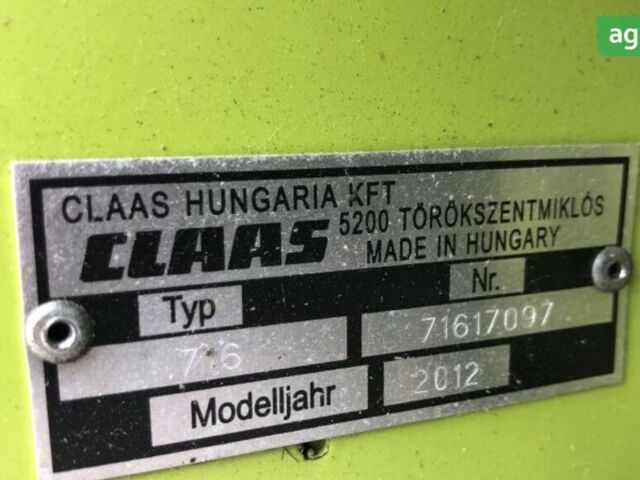 ag
CLAAS HUNGARIA KFT
CLAAS
5200 TÖRÖKSZENTMIKLÓS
MADE IN HUNGARY
Typ
Nr.
71617097
Modelljahr
2012